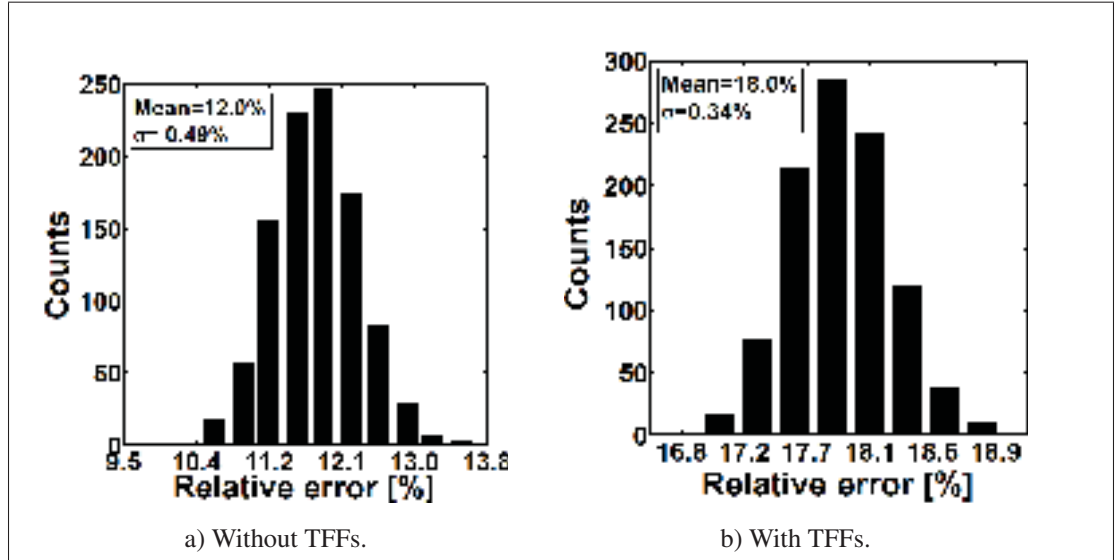 250
200
150
100
50
0
Counts
Mean=12.0%
σ= 0.49%
9.5 10.4 11.2 12.1 13.0 13.8
Relative error [%]
a) Without TFFs.
300
250
200
150
100
50
0
Counts
Mean=18.0%
σ=0.34%
16.8 17.2 17.7 18.1 18.5 18.9
Relative error [%]
b) With TFFs.